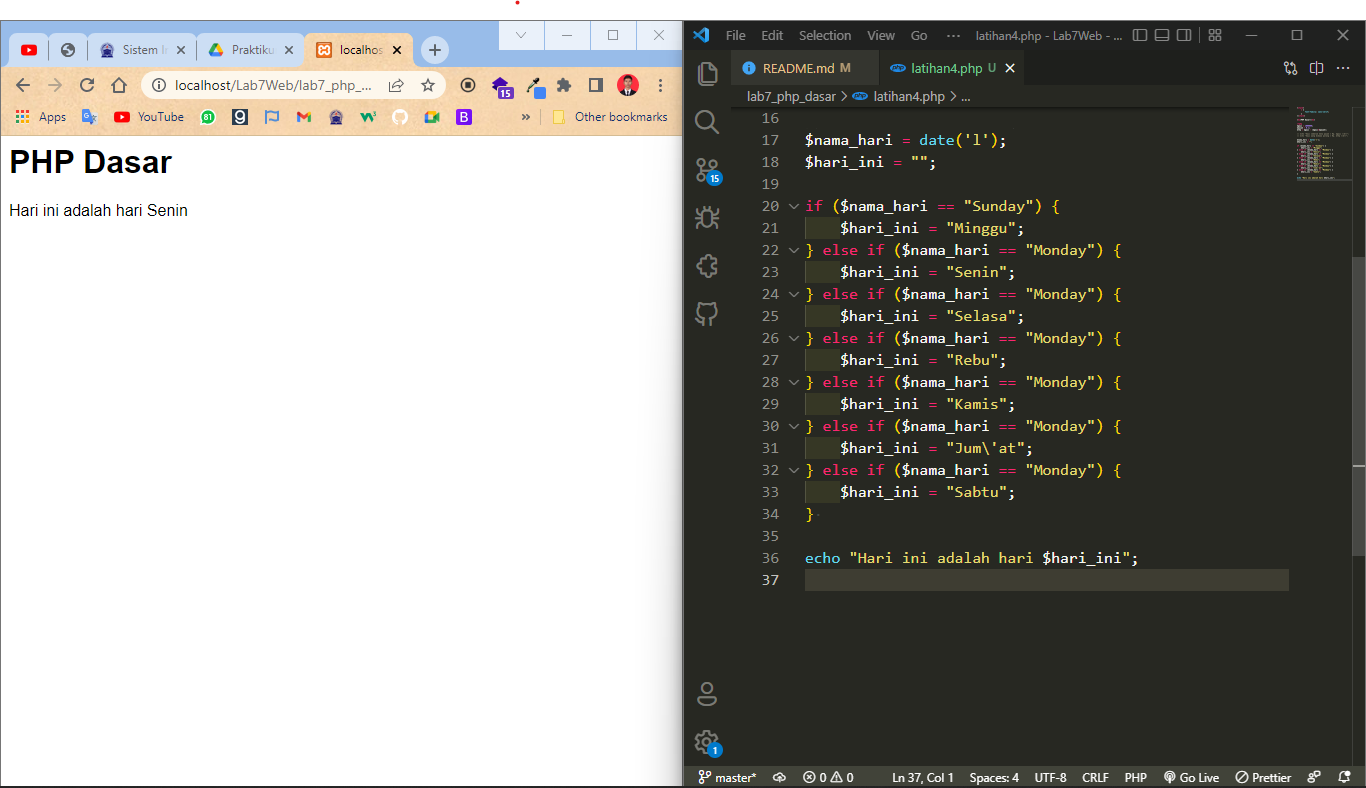 Sistem In
Praktiku
localhos
localhost/Lab7Web/lab7_php_...
15
Apps
YouTube
81
Other bookmarks
PHP Dasar
Hari ini adalah hari Senin
File Edit Selection View Go ... latihan4.php - Lab7Web - ...
README.md M
latihan4.php U
lab7_php_dasar > latihan4.php > ...
15
16
17 $nama_hari = date('l');
18 $hari_ini = "";
19
20 if ($nama_hari == "Sunday") {
21 $hari_ini = "Minggu";
22 } else if ($nama_hari == "Monday") {
23 $hari_ini = "Senin";
24 } else if ($nama_hari == "Monday") {
25 $hari_ini = "Selasa";
26 } else if ($nama_hari == "Monday") {
27 $hari_ini = "Rebu";
28 } else if ($nama_hari == "Monday") {
29 $hari_ini = "Kamis";
30 } else if ($nama_hari == "Monday") {
31 $hari_ini = "Jum\'at";
32 } else if ($nama_hari == "Monday") {
33 $hari_ini = "Sabtu";
34 }
35
36 echo "Hari ini adalah hari $hari_ini";
37
1
master* 0 0 Ln 37, Col 1 Spaces: 4 UTF-8 CRLF PHP Go Live Prettier